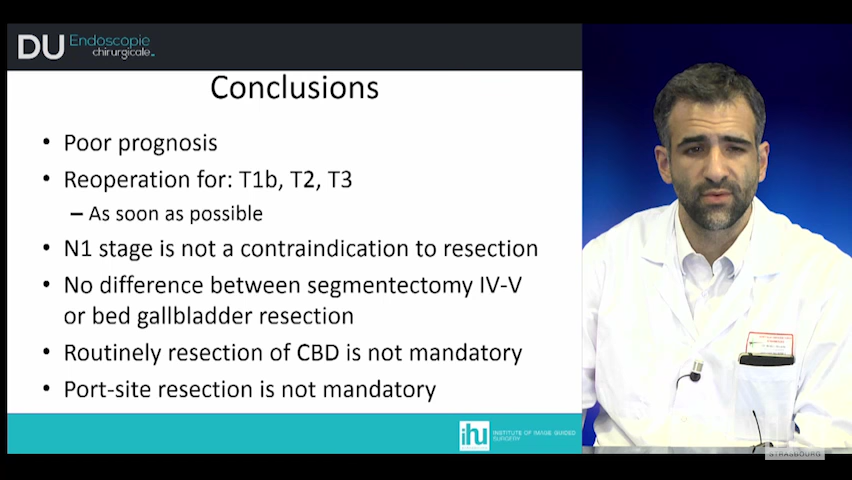 DU Endoscopie
chirurgicale
Conclusions
• Poor prognosis
• Reoperation for: T1b, T2, T3
– As soon as possible
• N1 stage is not a contraindication to resection
• No difference between segmentectomy IV-V
or bed gallbladder resection
• Routinely resection of CBD is not mandatory
• Port-site resection is not mandatory
ihu INSTITUTE OF IMAGE GUIDED
SURGERY
STRASBOURG